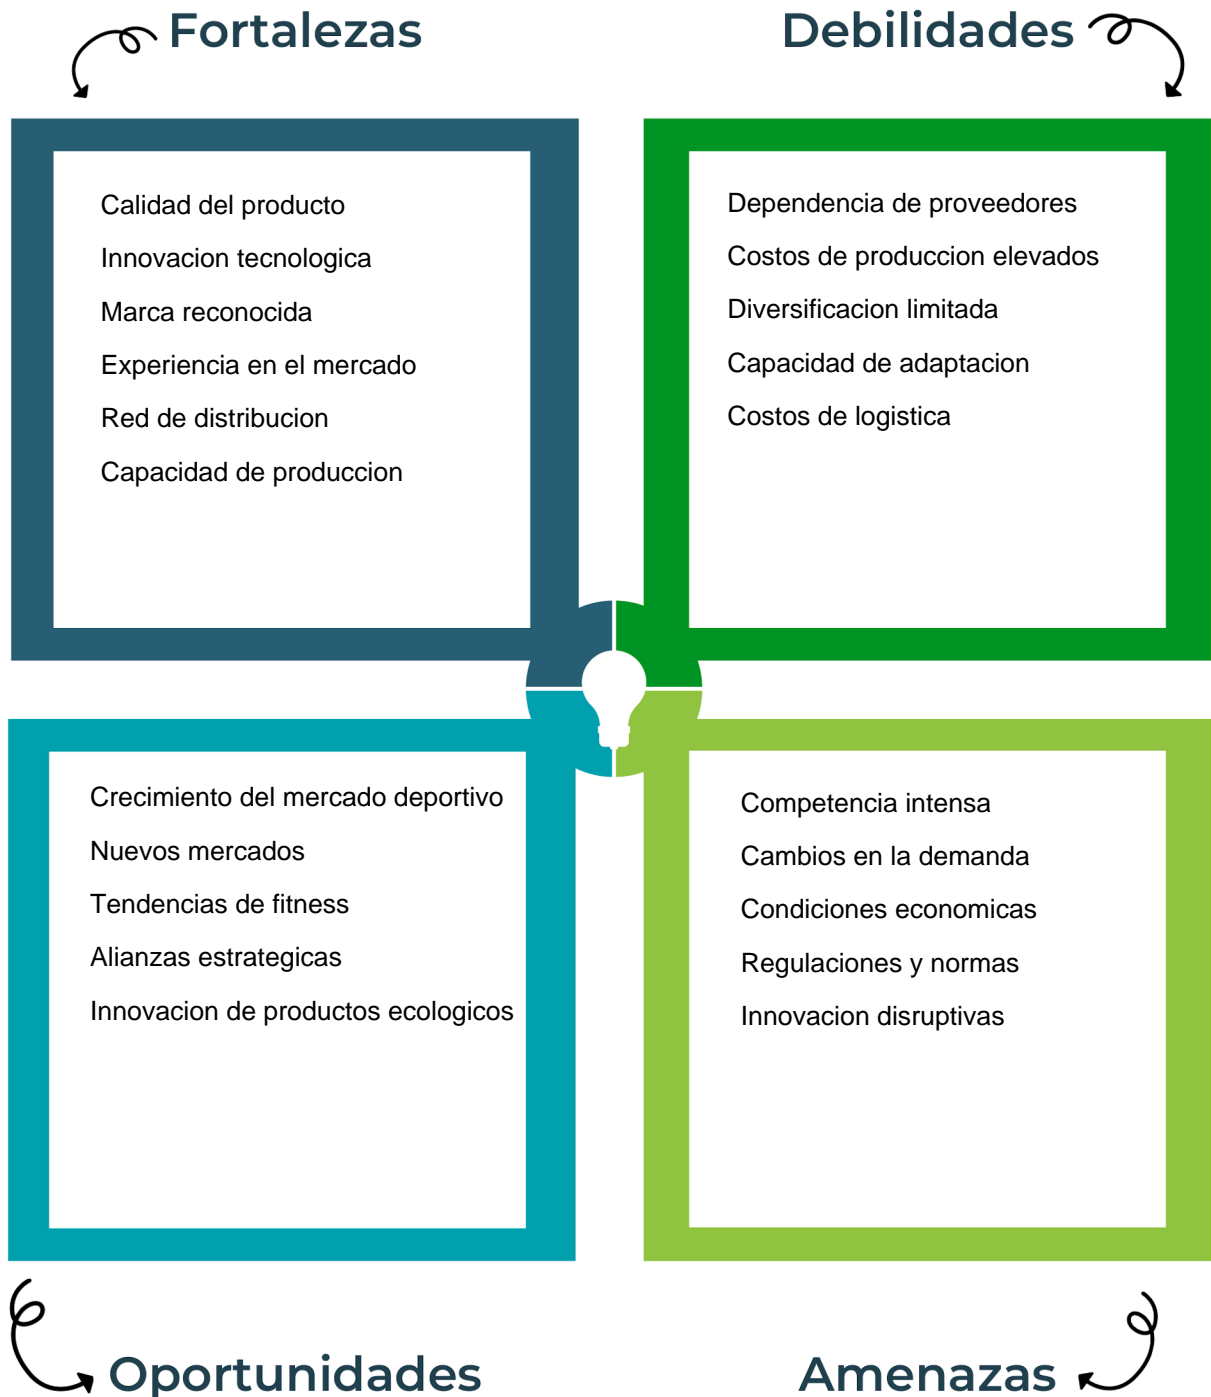 Fortalezas
Calidad del producto
Innovacion tecnologica
Marca reconocida
Experiencia en el mercado
Red de distribucion
Capacidad de produccion
Debilidades
Dependencia de proveedores
Costos de produccion elevados
Diversificacion limitada
Capacidad de adaptacion
Costos de logistica
Crecimiento del mercado deportivo
Nuevos mercados
Tendencias de fitness
Alianzas estrategicas
Innovacion de productos ecologicos
Oportunidades
Competencia intensa
Cambios en la demanda
Condiciones economicas
Regulaciones y normas
Innovacion disruptivas
Amenazas